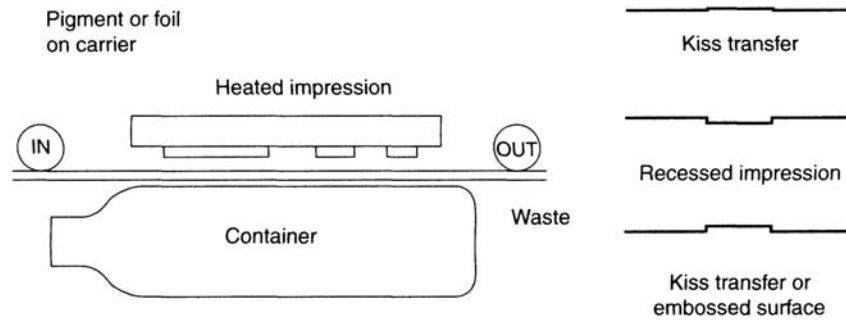 Pigment or foil
on carrier
Heated impression
IN
OUT
Container
Waste
Kiss transfer
Recessed impression
Kiss transfer or
embossed surface